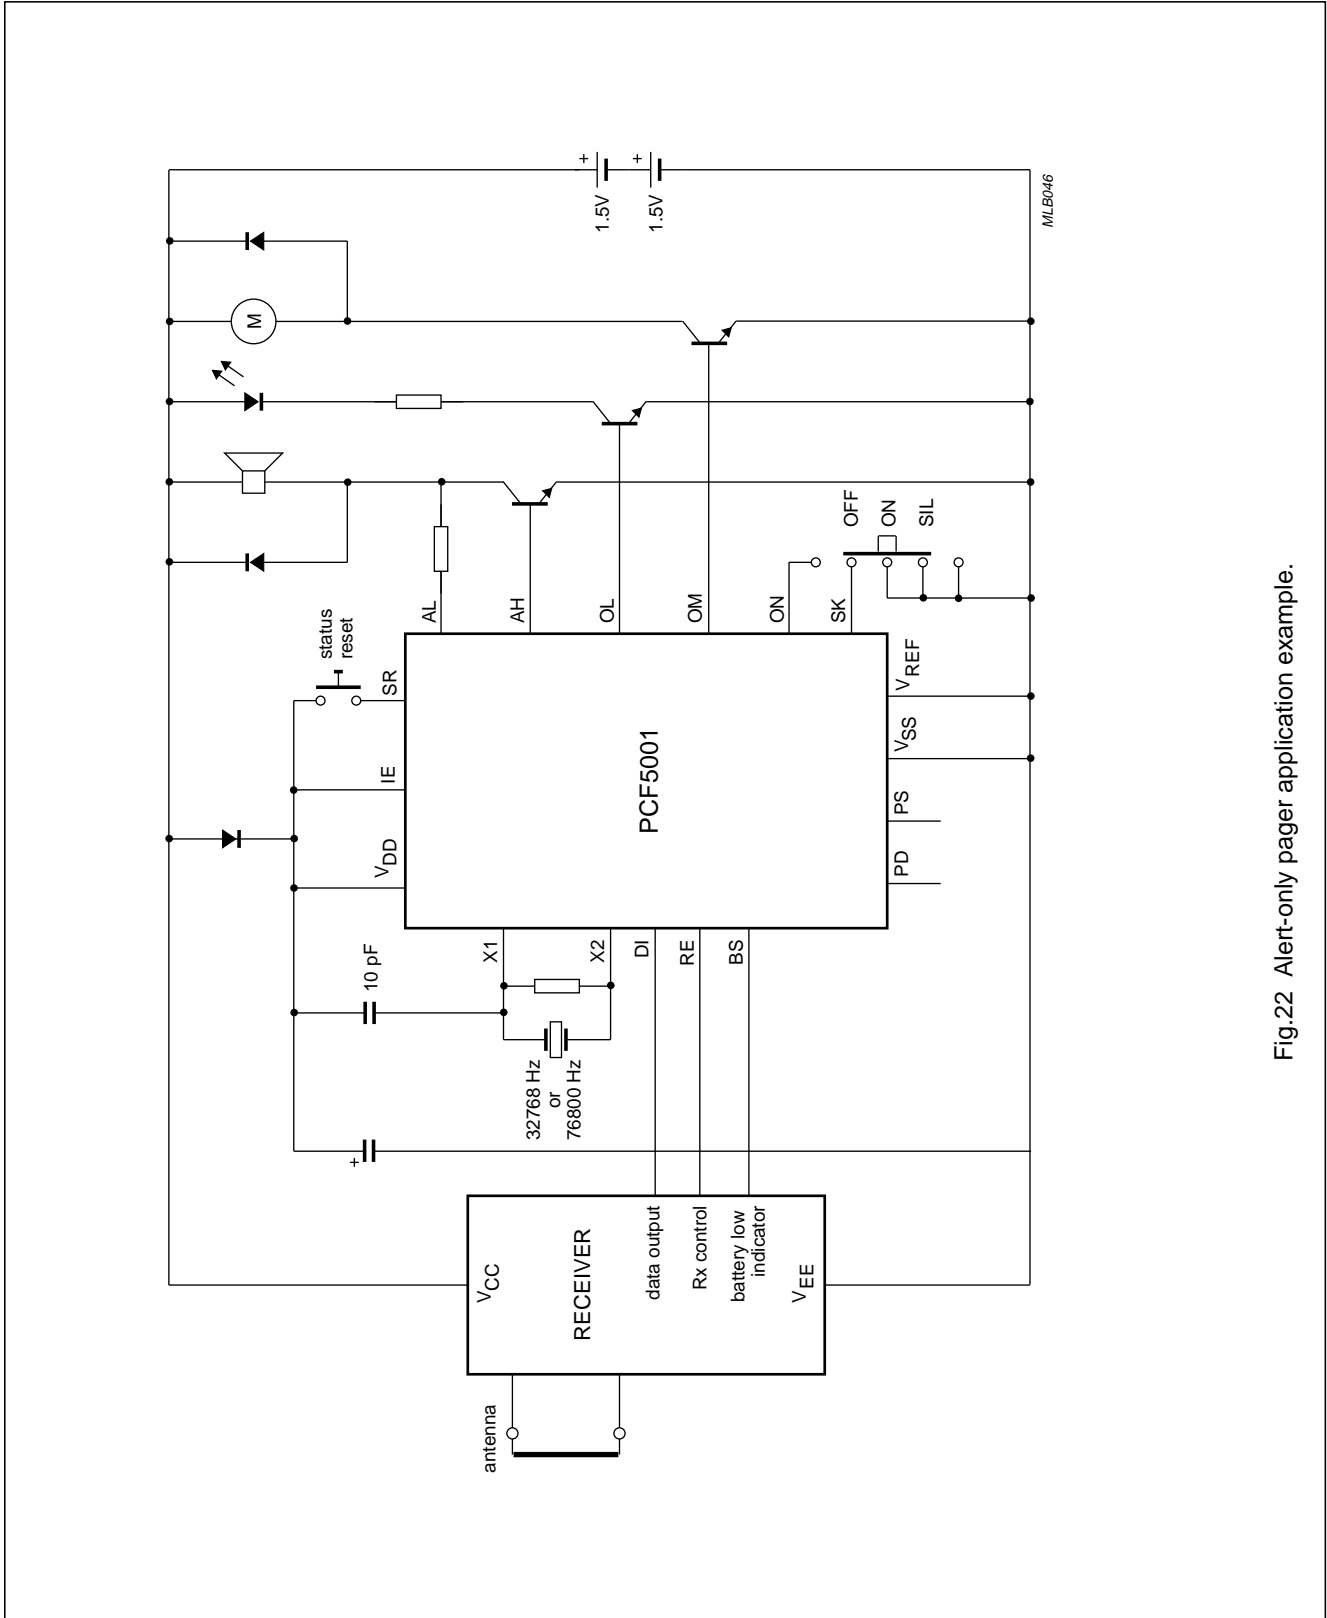 antenna
RECEIVER
VCC
data output
Rx control
battery low
indicator
VEE
+
32768 Hz
or
76800 Hz
10 pF
X1
X2
DI
RE
BS
PCF5001
VDD
IE
SR
status
reset
PD
PS
VSS
VREF
AL
AH
OL
OM
ON
SK
OFF
ON
SIL
M
+
1.5V
+
1.5V
MLB046
Fig.22 Alert-only pager application example.